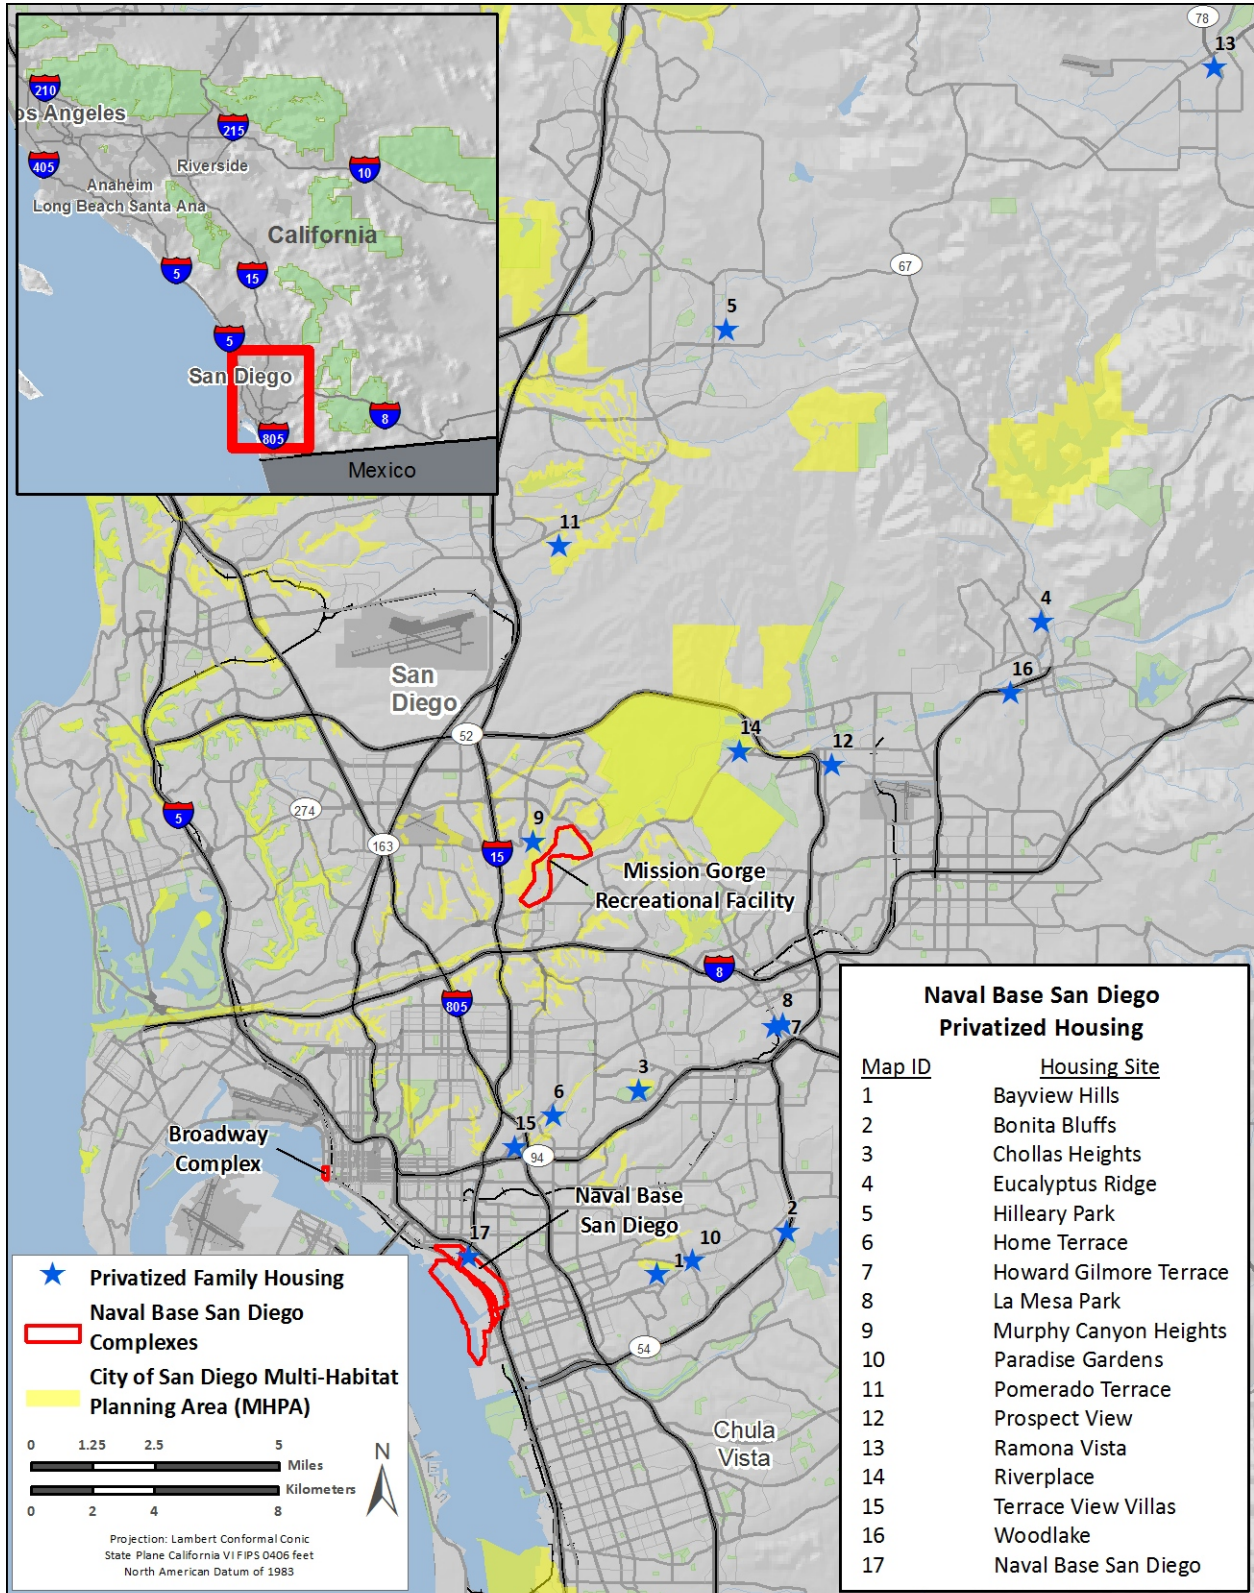 210
os Angeles
215
405
Riverside
10
Anaheim
Long Beach Santa Ana
California
5
15
5
San Diego
8
805
Mexico
78
13
67
5
11
4
16
San
Diego
52
14
12
274
5
163
15
9
Mission Gorge
Recreational Facility
8
805
8
7
3
6
15
94
Broadway
Complex
Naval Base
San Diego
17
2
10
1
54
Chula
Vista
Privatized Family Housing
Naval Base San Diego
Complexes
City of San Diego Multi-Habitat
Planning Area (MHPA)
0 1.25 2.5 5
Miles
Kilometers
0 2 4 8
N
Projection: Lambert Conformal Conic
State Plane California VI FIPS 0406 feet
North American Datum of 1983
Naval Base San Diego
Privatized Housing
Map ID Housing Site
1 Bayview Hills
2 Bonita Bluffs
3 Chollas Heights
4 Eucalyptus Ridge
5 Hilleary Park
6 Home Terrace
7 Howard Gilmore Terrace
8 La Mesa Park
9 Murphy Canyon Heights
10 Paradise Gardens
11 Pomerado Terrace
12 Prospect View
13 Ramona Vista
14 Riverplace
15 Terrace View Villas
16 Woodlake
17 Naval Base San Diego